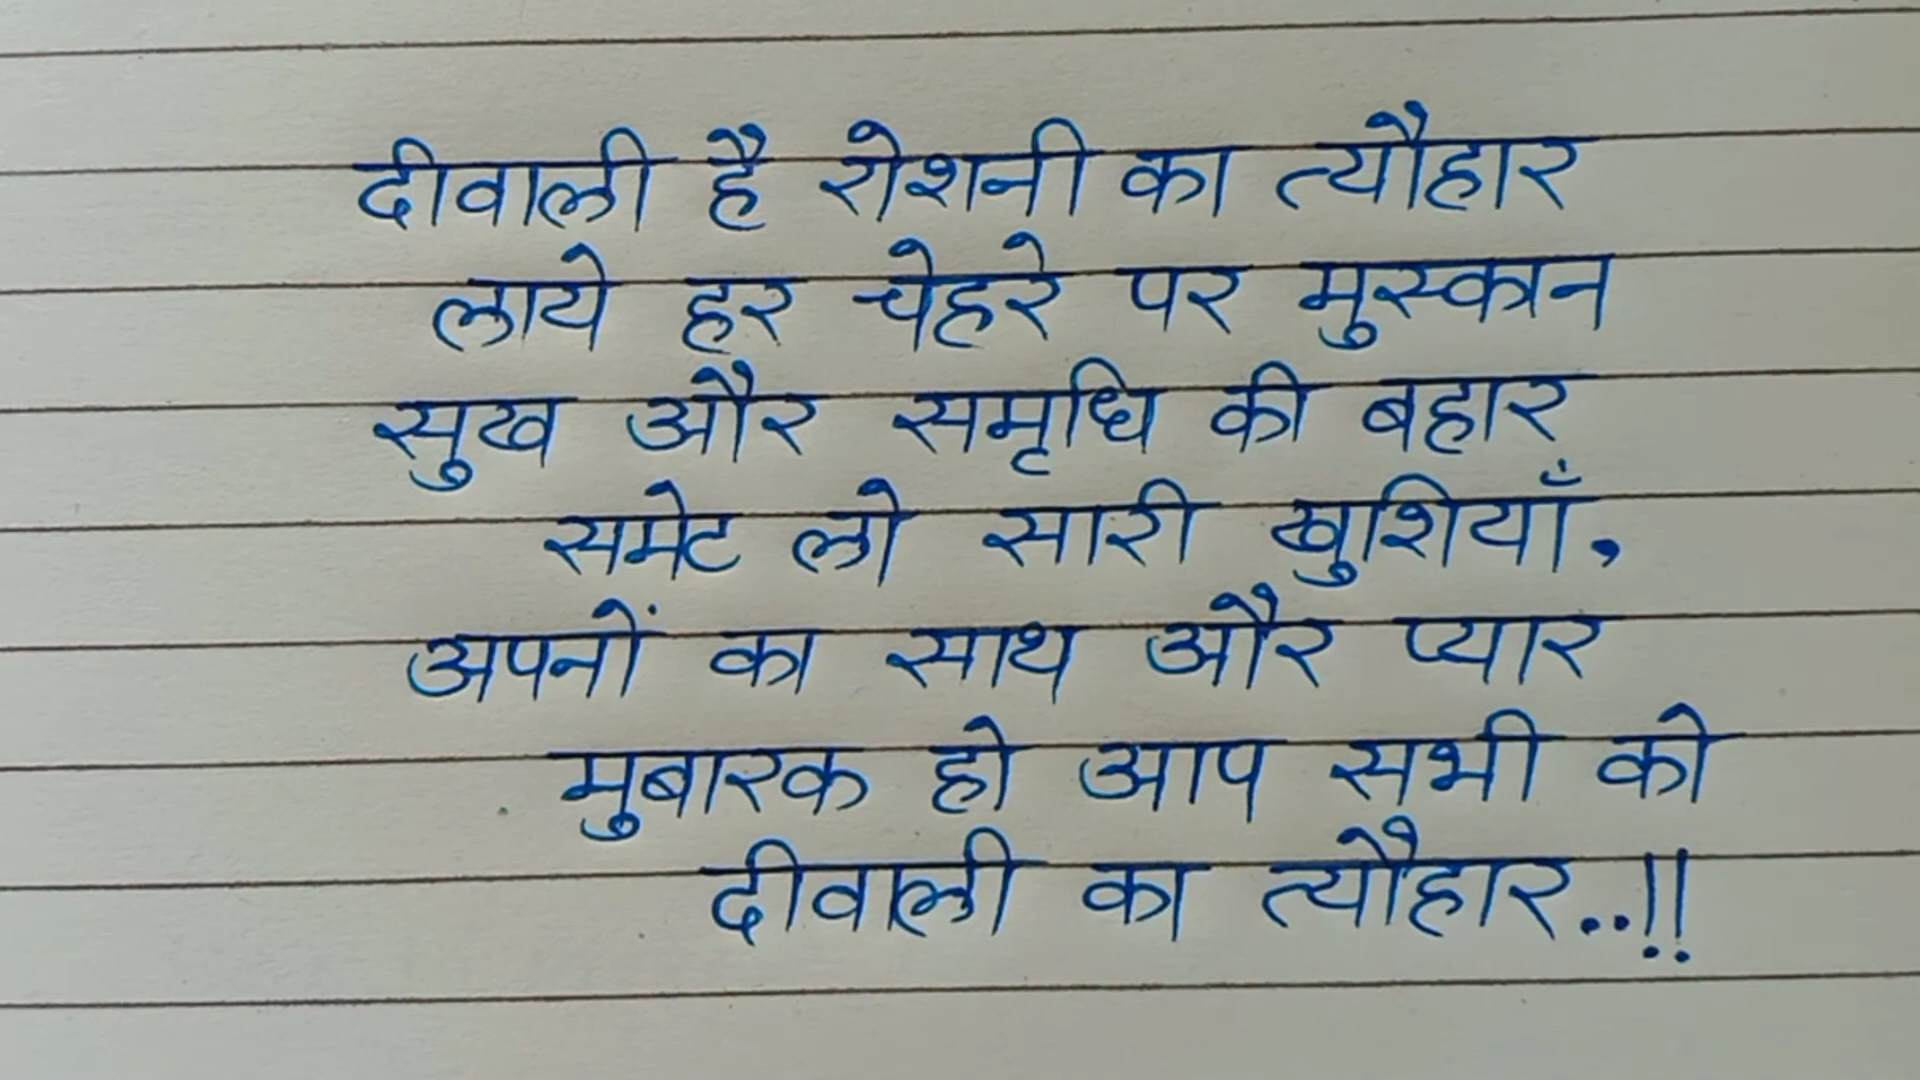 दीवाली है रोशनी का त्यौहार
लाये हर चेहरे पर मुस्कान
सुख और समृधि की बहार
समेट लो सारी खुशियाँ,
अपनों का साथ और प्यार
मुबारक हो आप सभी को
दीवाली का त्यौहार..!!